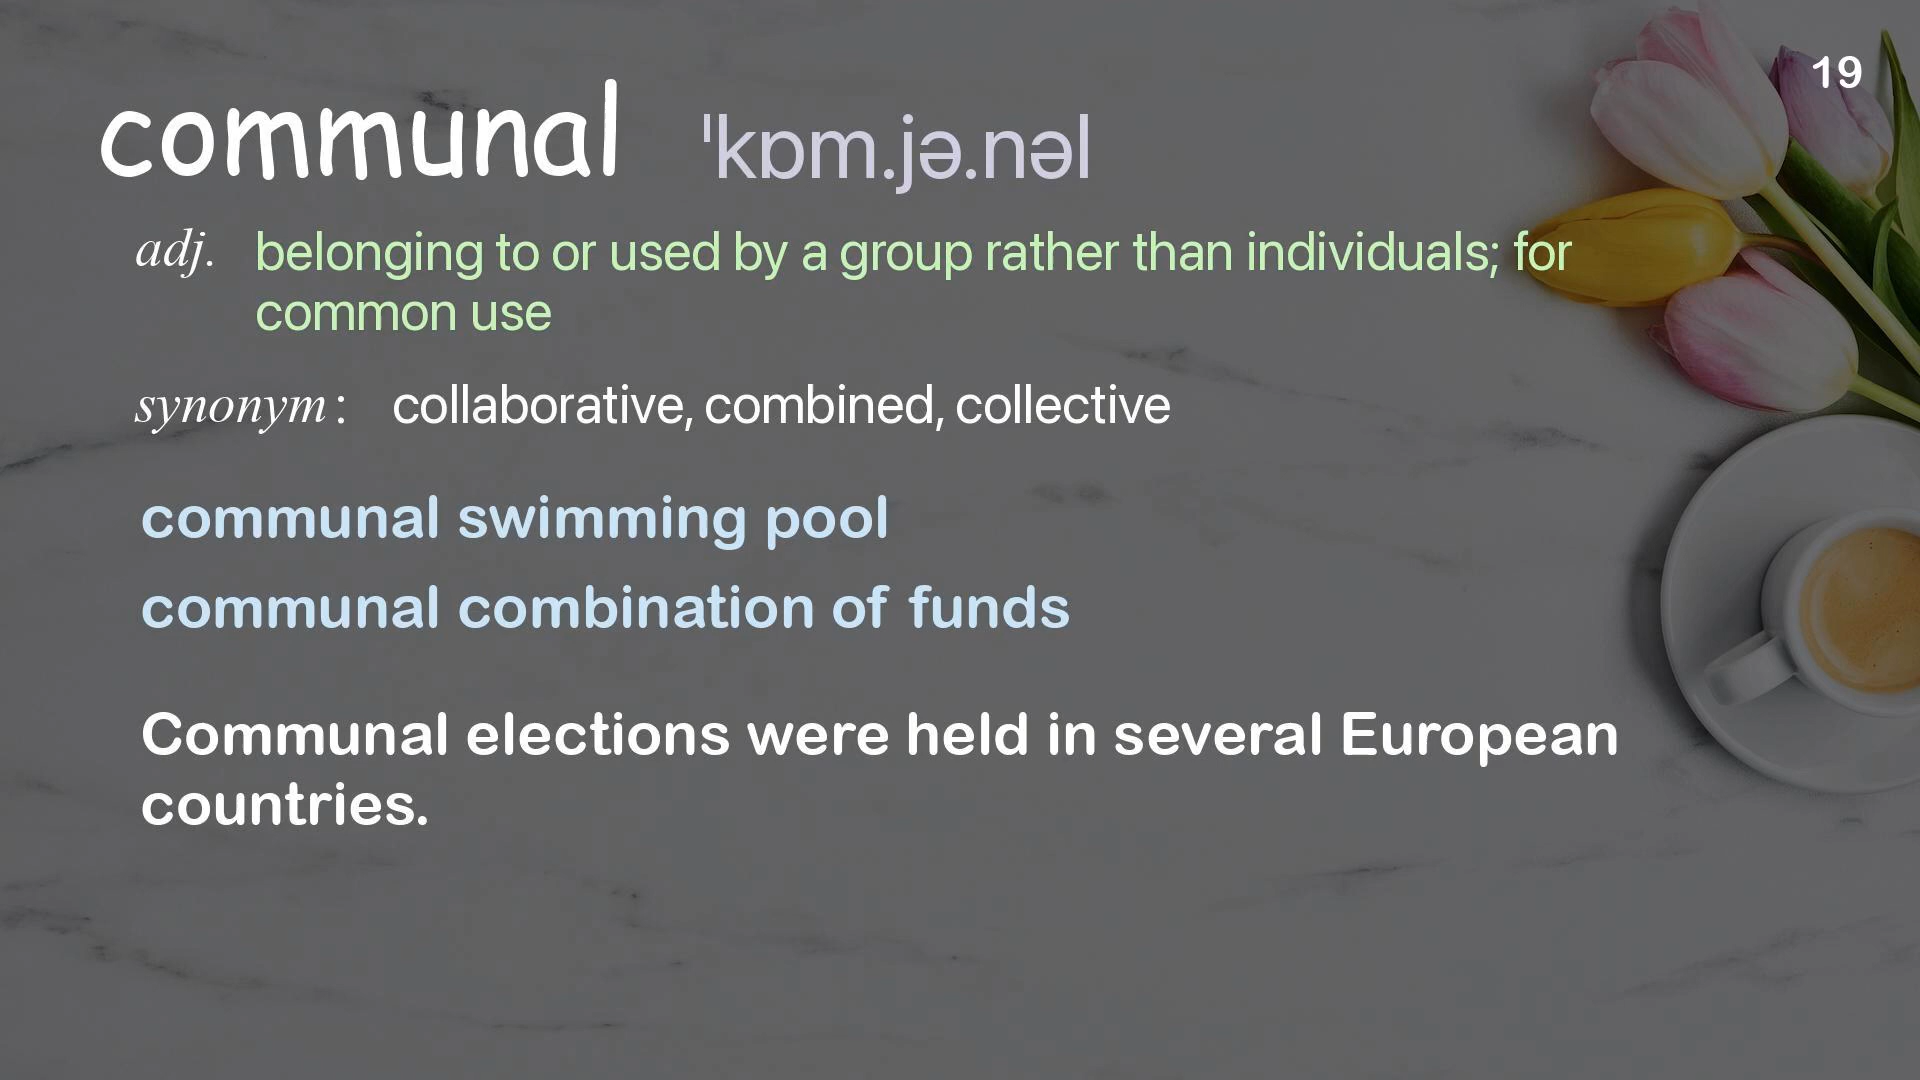 19
communal ˈkɒm.jə.nəl
adj. belonging to or used by a group rather than individuals; for
common use
synonym : collaborative, combined, collective
communal swimming pool
communal combination of funds
Communal elections were held in several European
countries.